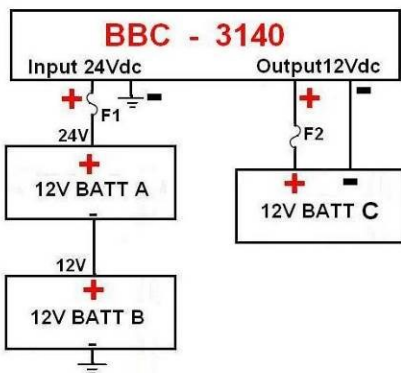 BBC - 3140
Input 24Vdc
Output12Vdc
+
-
+
-
F1
F2
24V
+
12V BATT A
-
+
-
12V BATT C
12V
+
12V BATT B
-